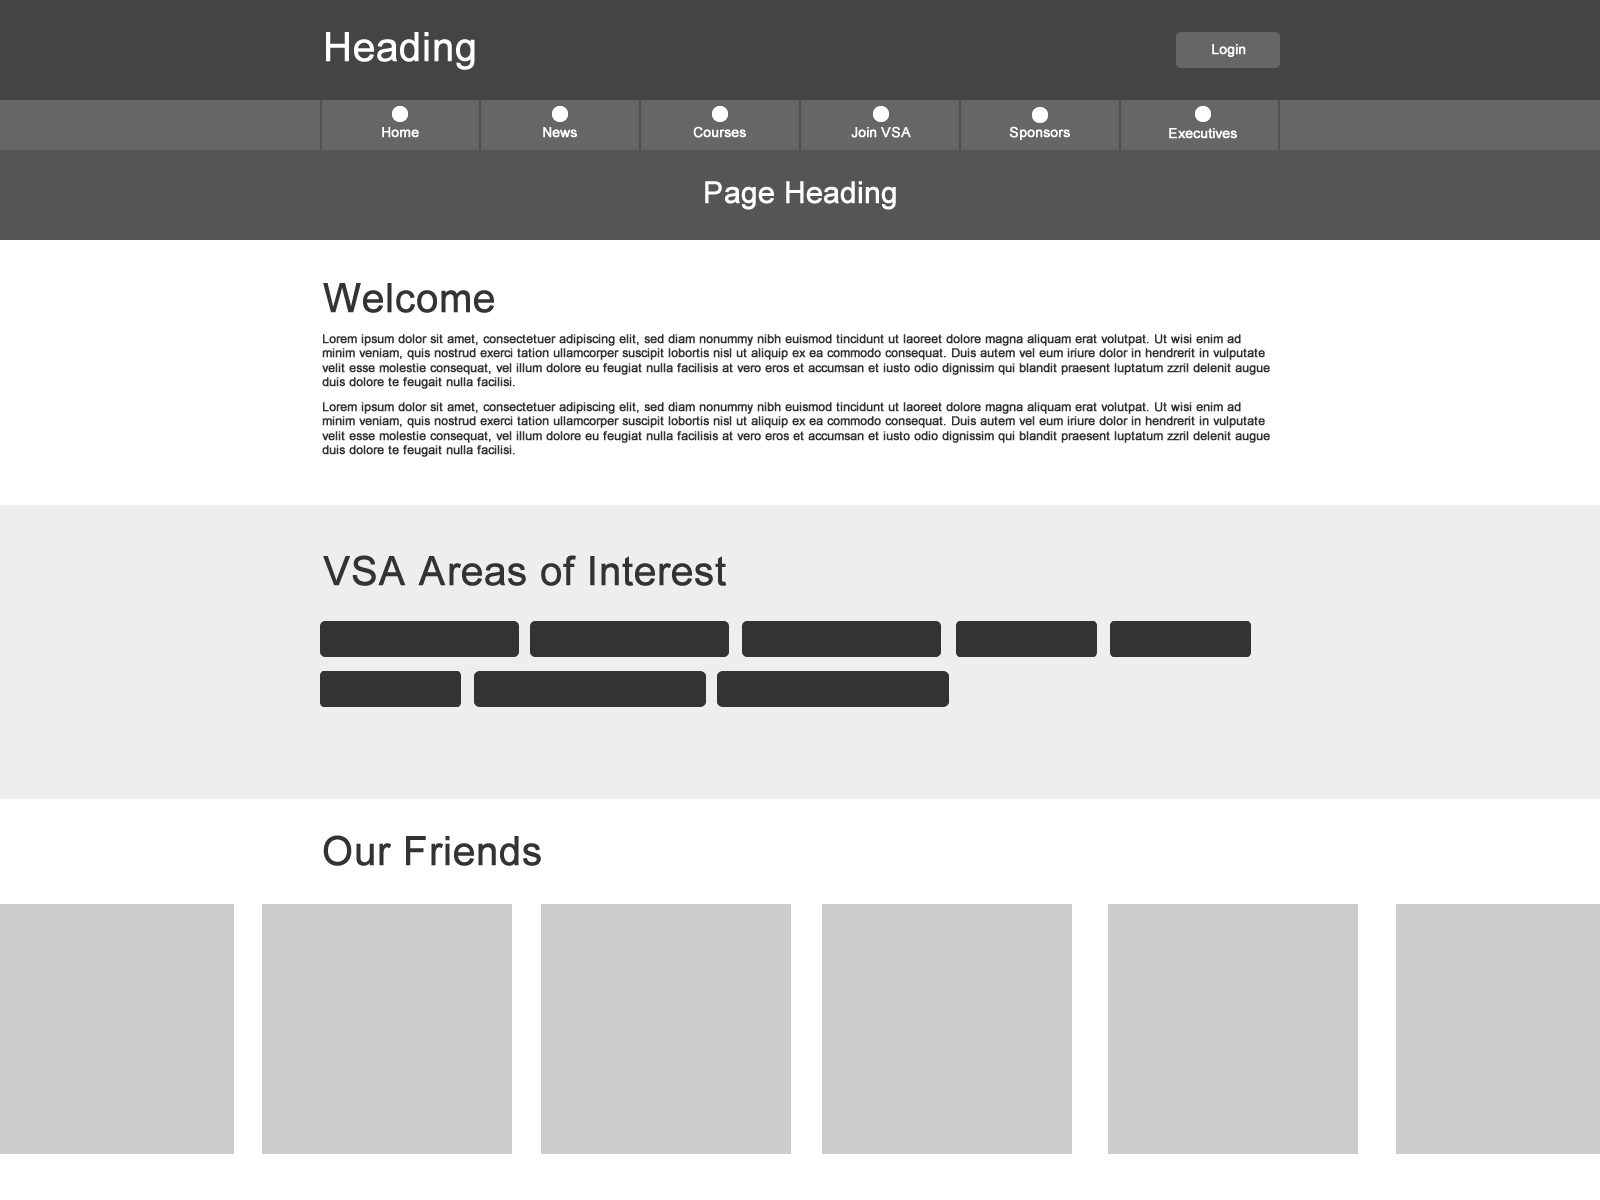 Heading
Login
Home
News
Courses
Join VSA
Sponsors
Executives
Page Heading
Welcome
Lorem ipsum dolor sit amet, consectetuer adipiscing elit, sed diam nonummy nibh euismod tincidunt ut laoreet dolore magna aliquam erat volutpat. Ut wisi enim ad
minim veniam, quis nostrud exerci tation ullamcorper suscipit lobortis nisl ut aliquip ex ea commodo consequat. Duis autem vel eum iriure dolor in hendrerit in vulputate
velit esse molestie consequat, vel illum dolore eu feugiat nulla facilisis at vero eros et accumsan et iusto odio dignissim qui blandit praesent luptatum zzril delenit augue
duis dolore te feugait nulla facilisi.
Lorem ipsum dolor sit amet, consectetuer adipiscing elit, sed diam nonummy nibh euismod tincidunt ut laoreet dolore magna aliquam erat volutpat. Ut wisi enim ad
minim veniam, quis nostrud exerci tation ullamcorper suscipit lobortis nisl ut aliquip ex ea commodo consequat. Duis autem vel eum iriure dolor in hendrerit in vulputate
velit esse molestie consequat, vel illum dolore eu feugiat nulla facilisis at vero eros et accumsan et iusto odio dignissim qui blandit praesent luptatum zzril delenit augue
duis dolore te feugait nulla facilisi.
VSA Areas of Interest
Our Friends